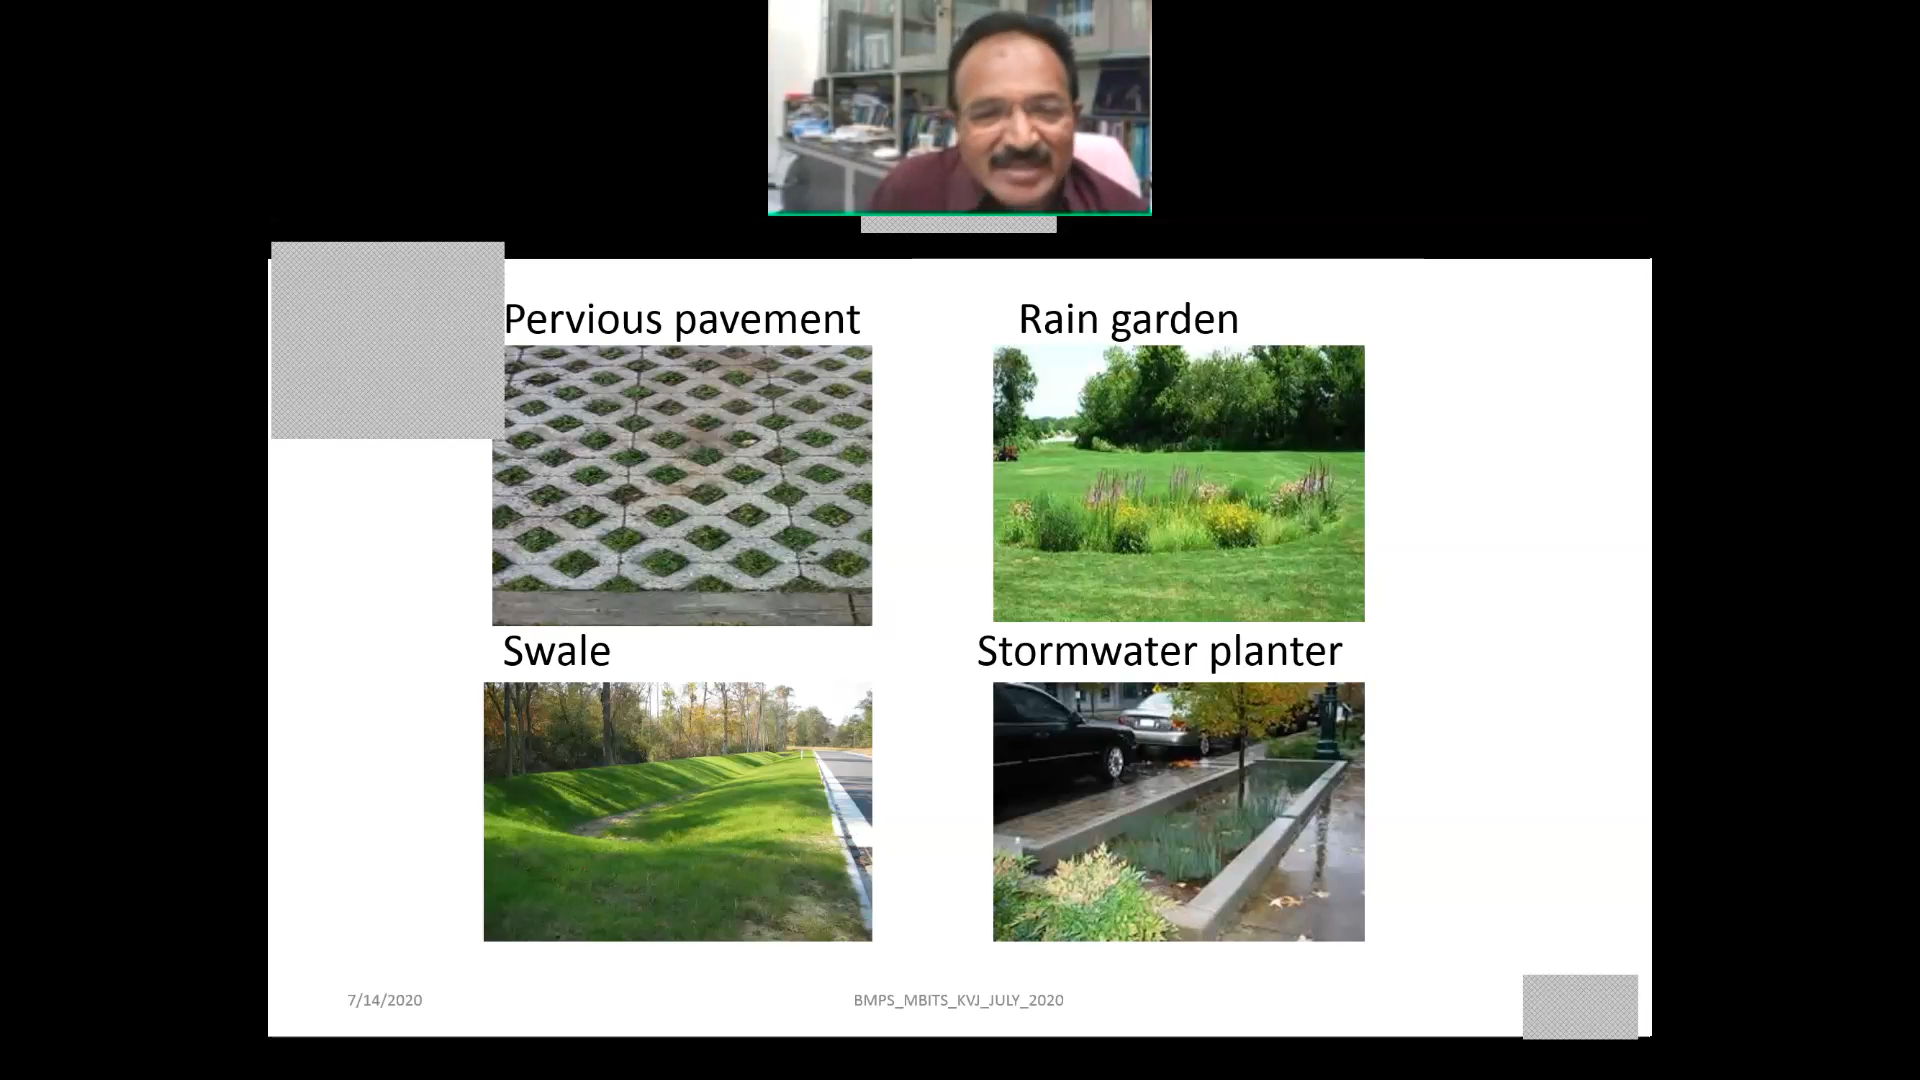 Pervious pavement
Rain garden
Swale
Stormwater planter
7/14/2020
BMPS_MBITS_KVJ_JULY_2020